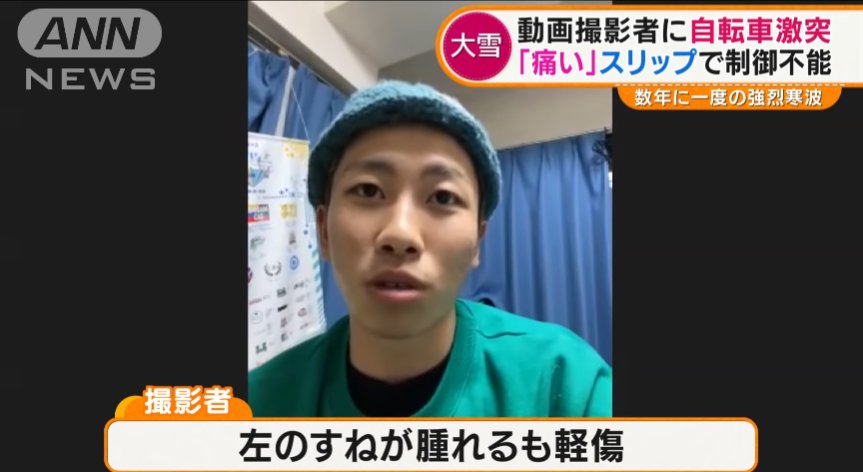 ANN
NEWS
大雪
動画撮影者に自転車激突
「痛い」スリップで制御不能
数年に一度の強烈寒波
撮影者
左のすねが腫れるも軽傷